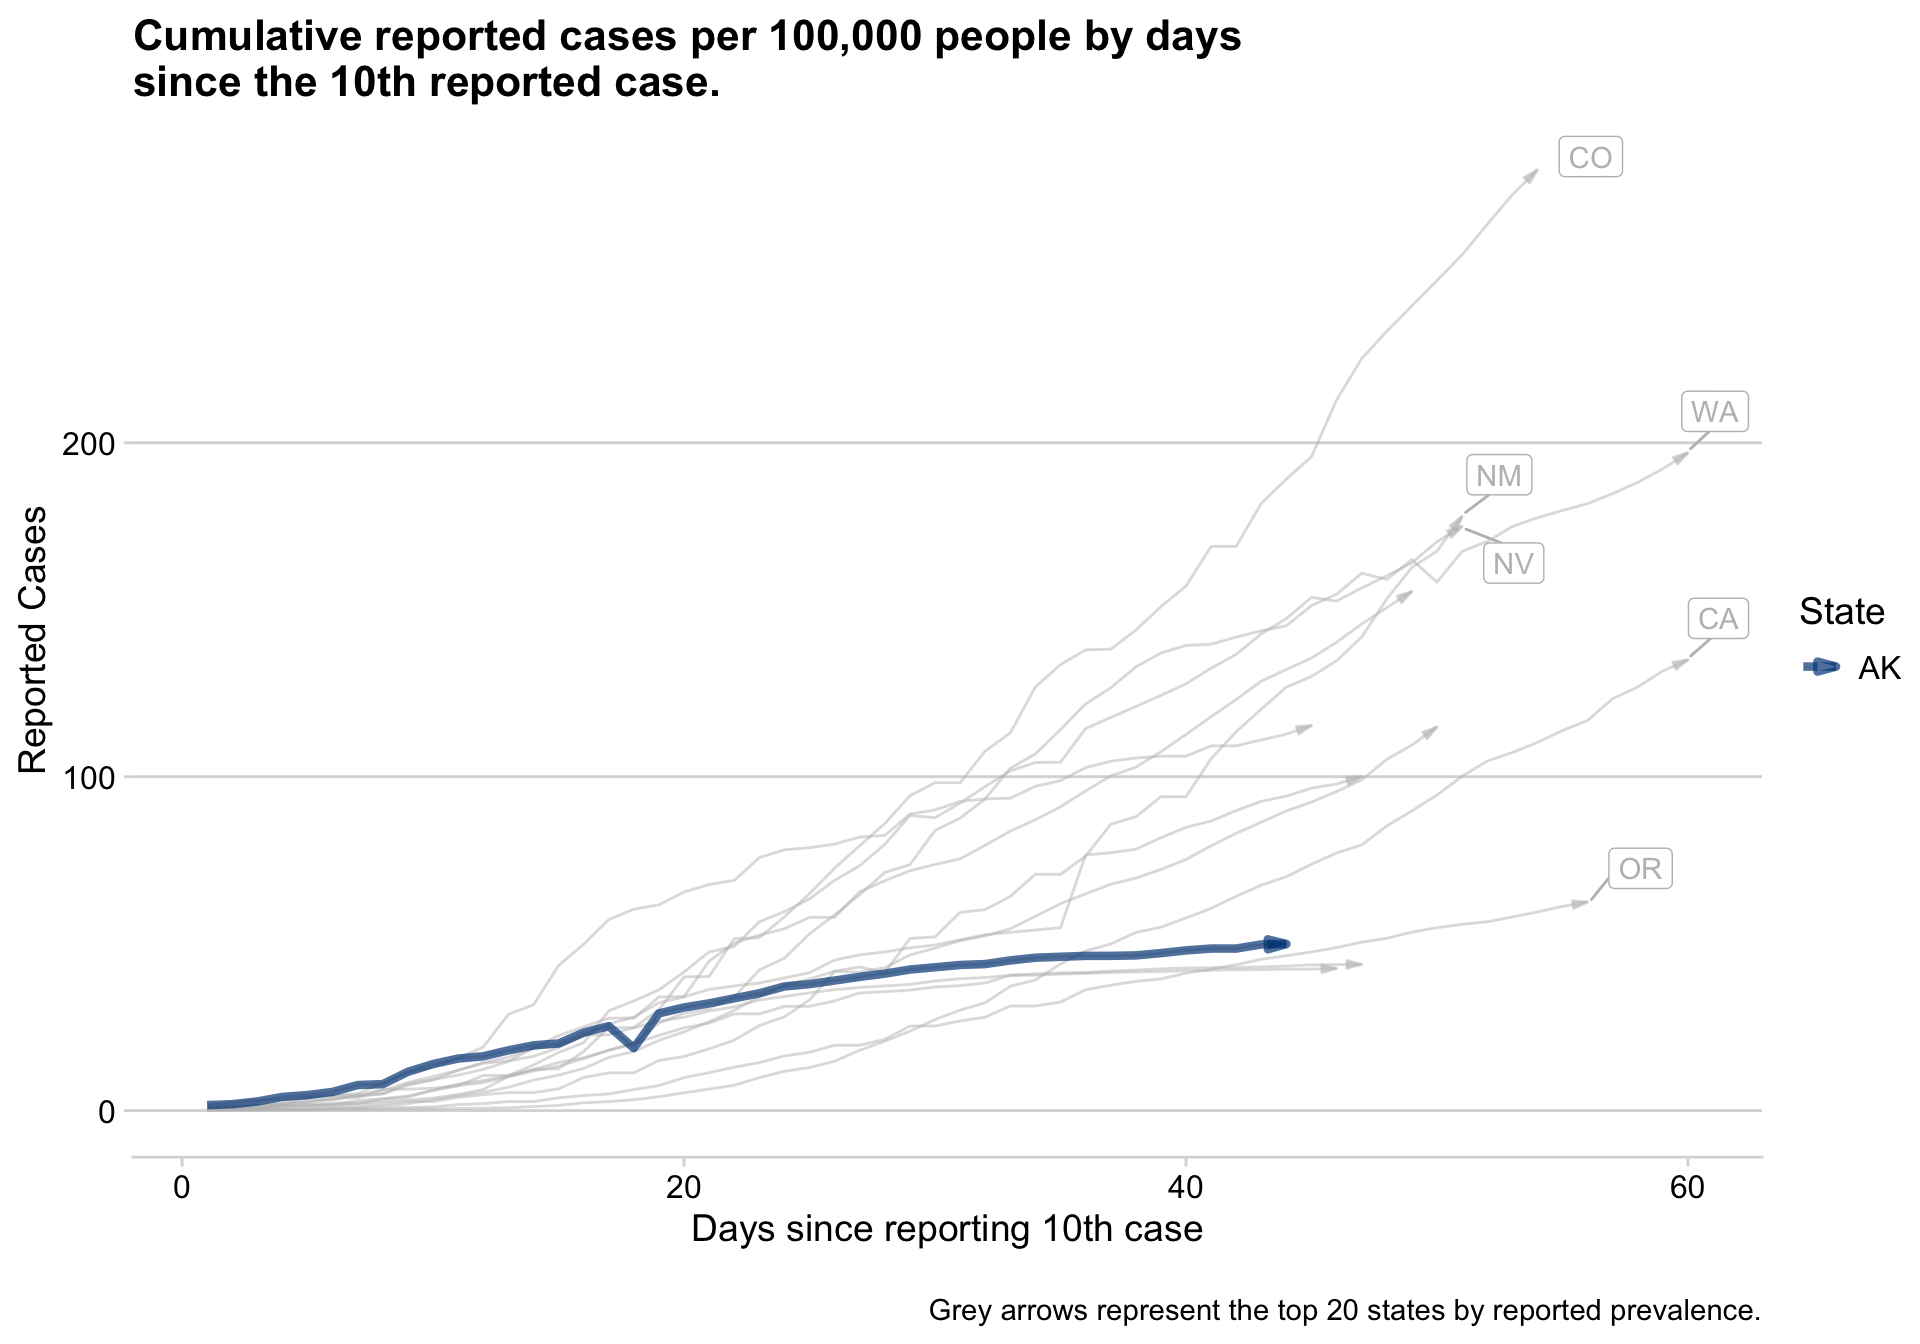 Cumulative reported cases per 100,000 people by days
since the 10th reported case.
CO
WA
NM
NV
CA
OR
200
100
0
Reported Cases
0 20 40 60
Days since reporting 10th case
State
AK
Grey arrows represent the top 20 states by reported prevalence.